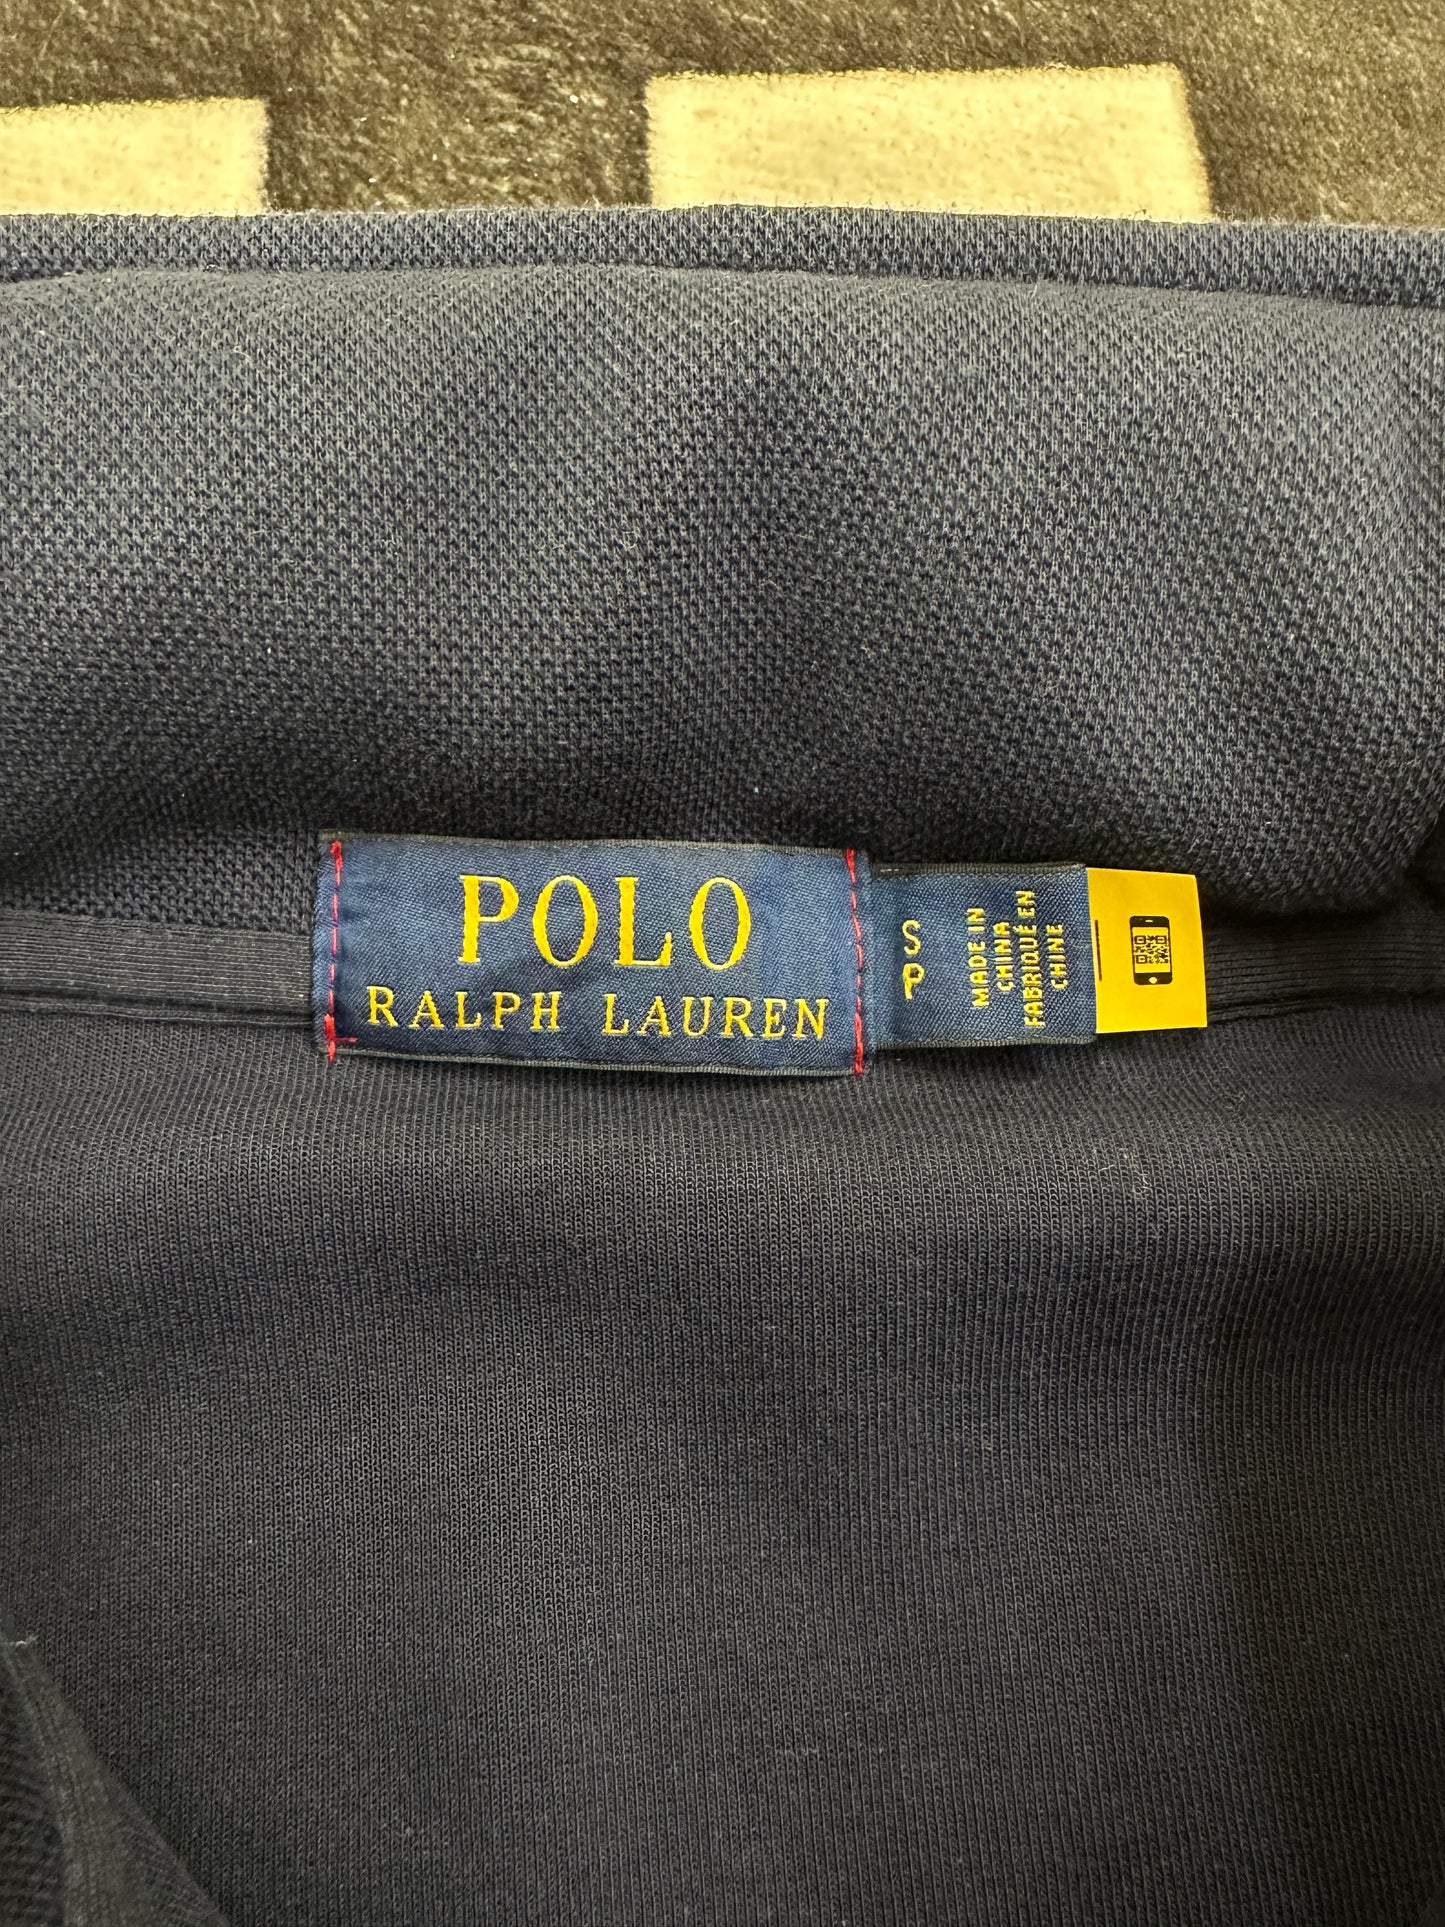 POLO
RALPH LAUREN
S
P
MADE IN
CHINA
FABRIQUÉ EN
CHINE